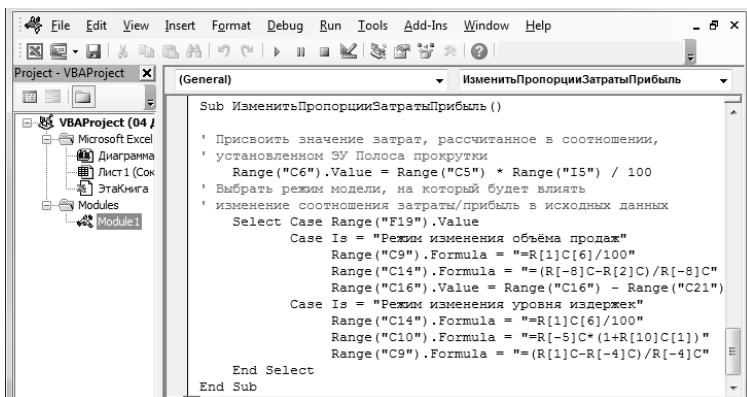 File Edit View Insert Format Debug Run Tools Add-Ins Window Help
Project - VBAProject
VBAProject (04
Microsoft Excel
Диаграмма
Лист1 (Сок
ЭтаКнига
Modules
Module1
(General) ИзменитьПропорцииЗатратыПрибыль
Sub ИзменитьПропорцииЗатратыПрибыль()
' Присвоить значение затрат, рассчитанное в соотношении,
' установленном ЭУ Полоса прокрутки
Range("C6").Value = Range("C5") * Range("I5") / 100
' Выбрать режим модели, на который будет влиять
' изменение соотношения затраты/прибыль в исходных данных
Select Case Range("F19").Value
Case Is = "Режим изменения объёма продаж"
Range("C9").Formula = "=R[1]C[6]/100"
Range("C14").Formula = "=(R[-8]C-R[2]C)/R[-8]C"
Range("C16").Value = Range("C16") - Range("C21")
Case Is = "Режим изменения уровня издержек"
Range("C14").Formula = "=R[1]C[6]/100"
Range("C10").Formula = "=R[-5]C*(1+R[10]C[1])"
Range("C9").Formula = "=(R[1]C-R[-4]C)/R[-4]C"
End Select
End Sub